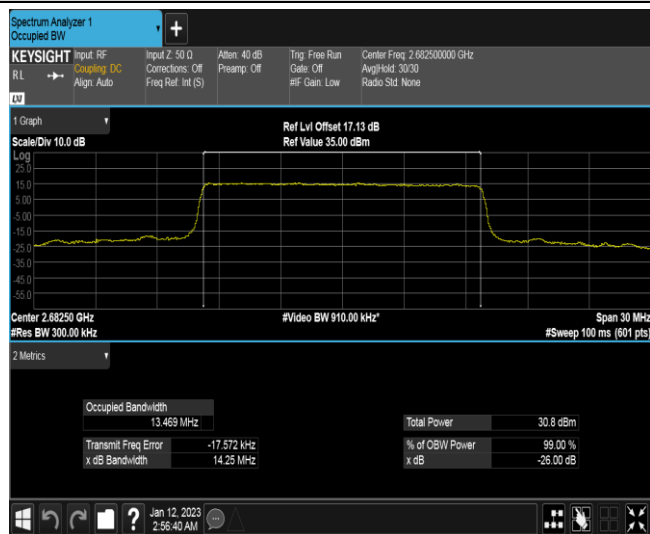 Spectrum Analyzer 1
Occupied BW
+
KEYSIGHT
RL
Input: RF
Coupling: DC
Align: Auto
Input Z: 50 Ω
Corrections: Off
Freq Ref: Int (S)
Atten: 40 dB
Preamp: Off
Trig: Free Run
Gate: Off
#IF Gain: Low
Center Freq: 2.682500000 GHz
Avg|Hold: 30/30
Radio Std: None
LXI
1 Graph
Scale/Div 10.0 dB
Ref Lvl Offset 17.13 dB
Ref Value 35.00 dBm
Log
25.0
15.0
5.00
-5.00
-15.0
-25.0
-35.0
-45.0
-55.0
Center 2.68250 GHz
#Res BW 300.00 kHz
#Video BW 910.00 kHz*
Span 30 MHz
#Sweep 100 ms (601 pts)
2 Metrics
Occupied Bandwidth
13.469 MHz
Transmit Freq Error -17.572 kHz
x dB Bandwidth 14.25 MHz
Total Power 30.8 dBm
% of OBW Power 99.00 %
x dB -26.00 dB
?
Jan 12, 2023
2:56:40 AM